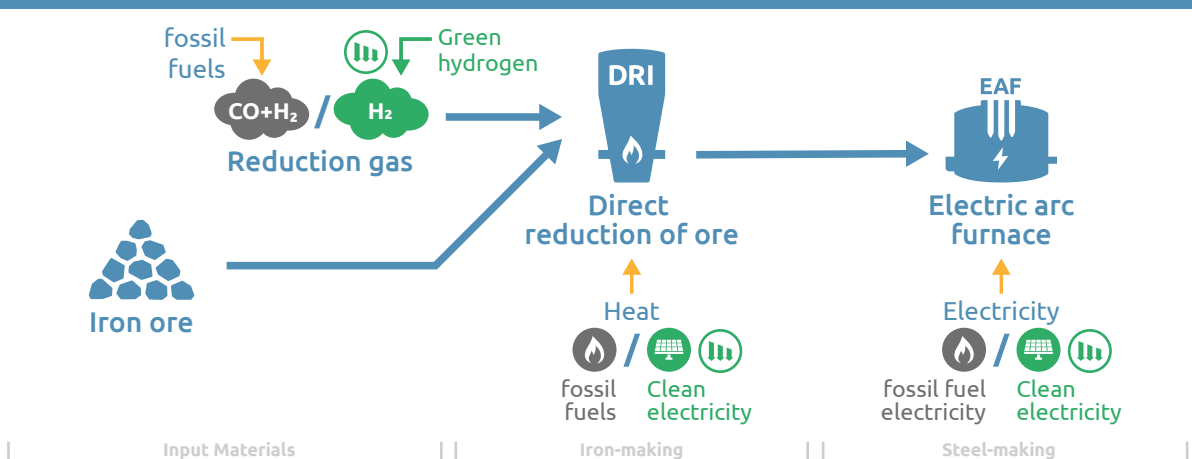 fossil
fuels
Green
hydrogen
CO+H₂
/
H₂
Reduction gas
Iron ore
DRI
Direct
reduction of ore
Heat
/
fossil
fuels
Clean
electricity
EAF
Electric arc
furnace
Electricity
/
fossil fuel
electricity
Clean
electricity
| Input Materials |
| Iron-making |
| Steel-making |